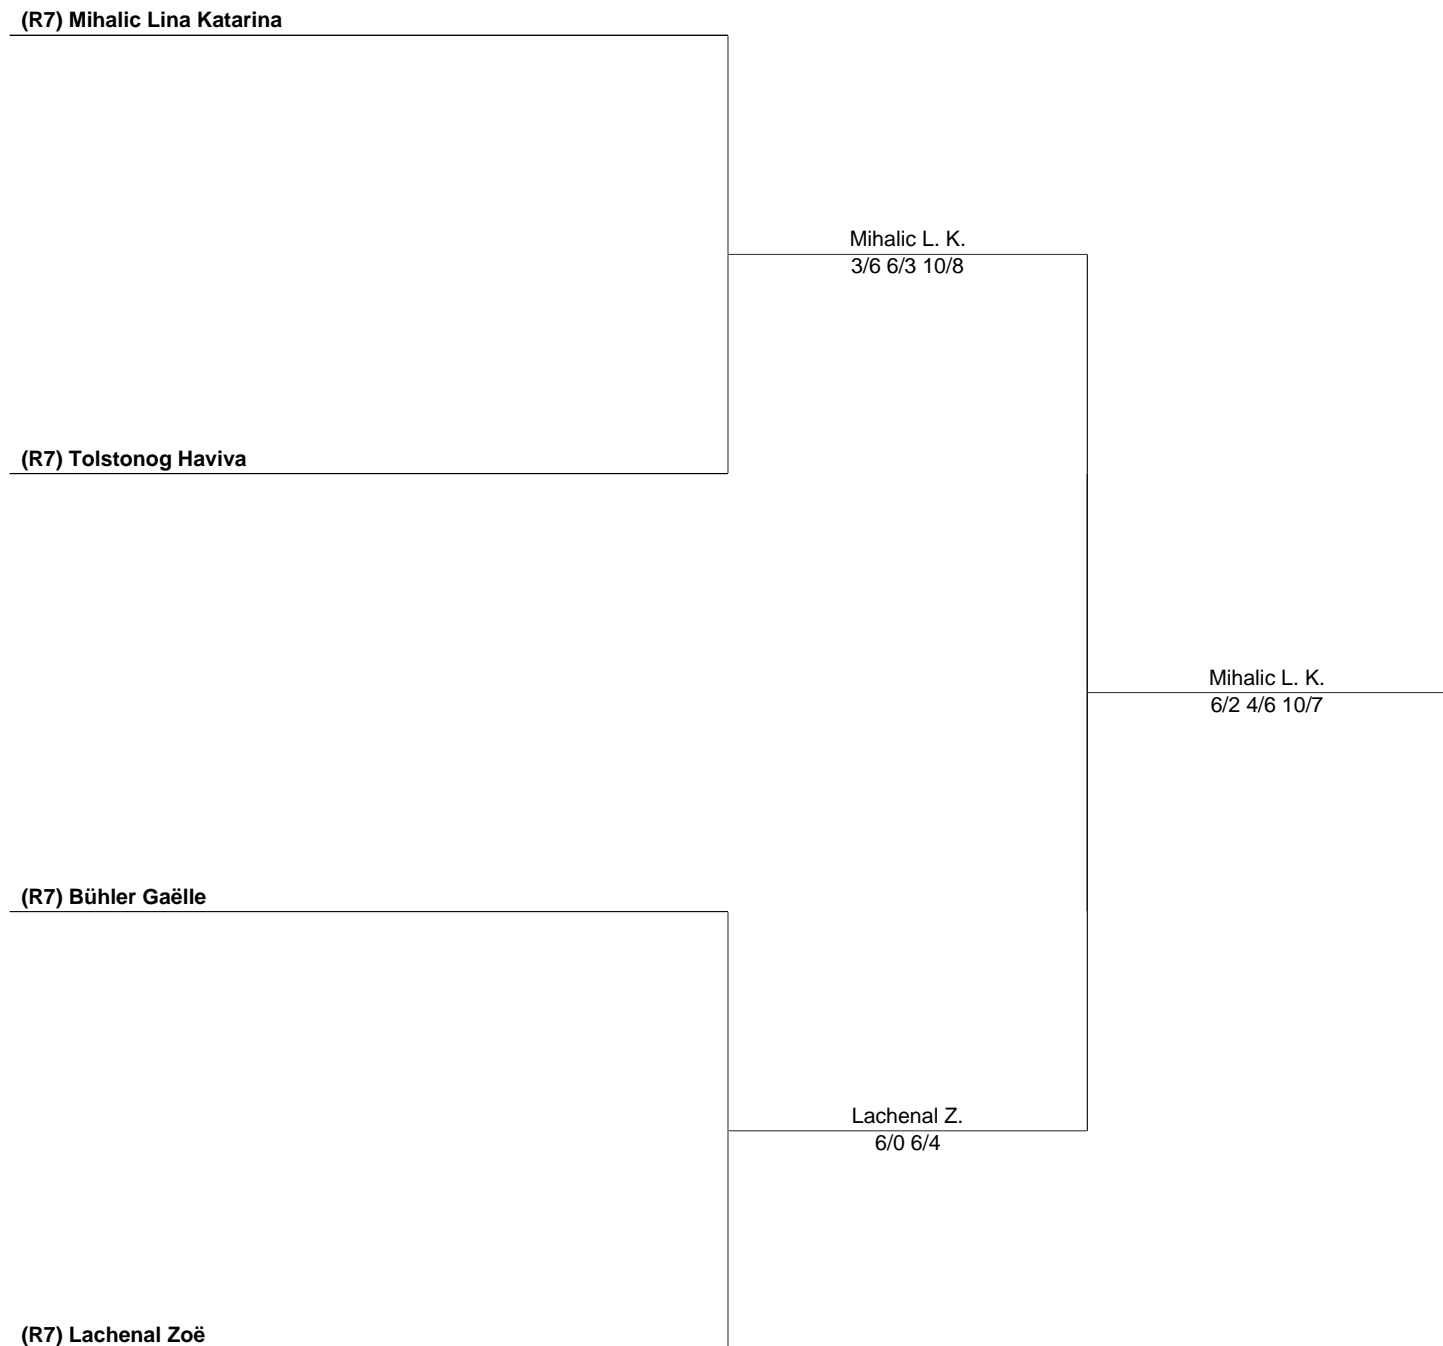 (R7) Mihalic Lina Katarina
Mihalic L. K.
3/6 6/3 10/8
(R7) Tolstonog Haviva
Mihalic L. K.
6/2 4/6 10/7
(R7) Bühler Gaëlle
Lachenal Z.
6/0 6/4
(R7) Lachenal Zoë